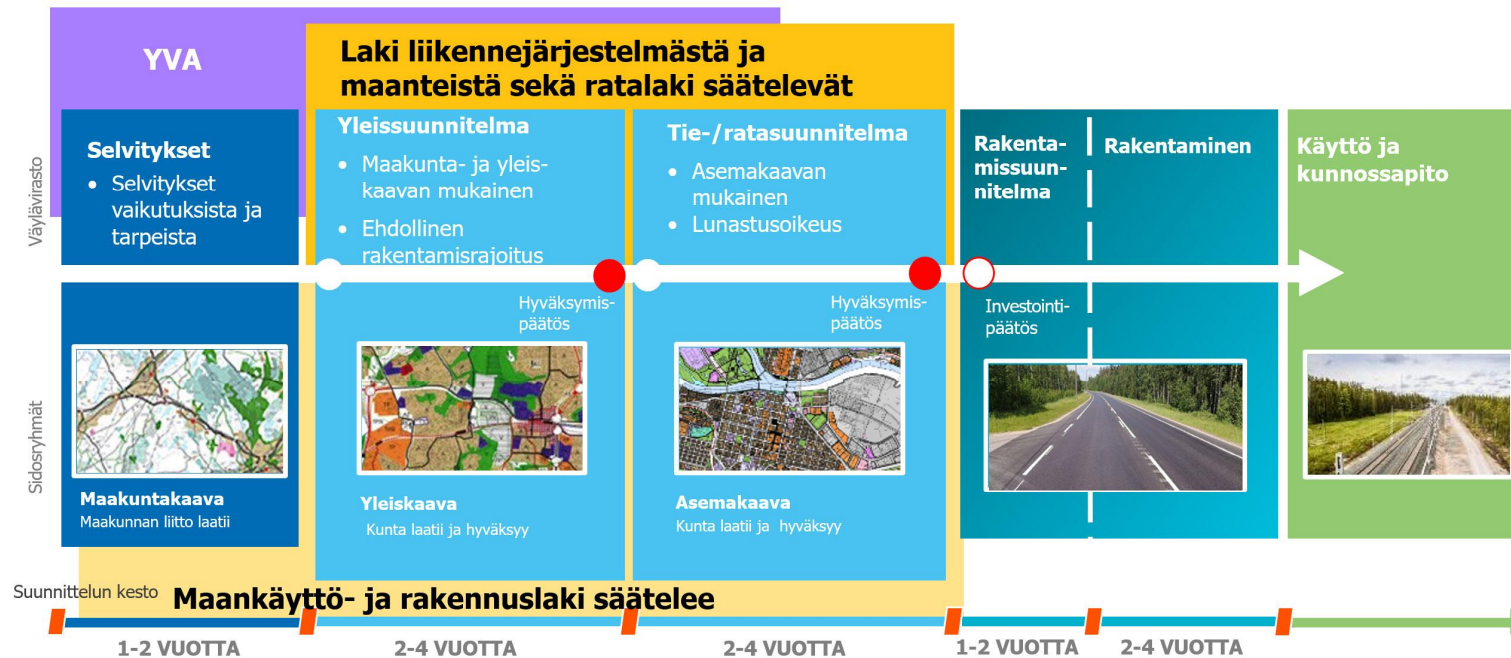 YVA
Laki liikennejärjestelmästä ja
maanteistä sekä ratalaki säätelevät
Väylävirasto
Selvitykset
• Selvitykset
vaikutuksista ja
tarpeista
Yleissuunnitelma
• Maakunta- ja yleis-
kaavan mukainen
• Ehdollinen
rakentamisrajoitus
Tie-/ratasuunnitelma
• Asemakaavan
mukainen
• Lunastusoikeus
Rakenta-
missuun-
nitelma
Rakentaminen
Käyttö ja
kunnossapito
Sidosryhmät
Maakuntakaava
Maakunnan liitto laatii
Hyväksymis-
päätös
Yleiskaava
Kunta laatii ja hyväksyy
Hyväksymis-
päätös
Asemakaava
Kunta laatii ja hyväksyy
Investointi-
päätös
Suunnittelun kesto
Maankäyttö- ja rakennuslaki säätelee
1-2 VUOTTA
2-4 VUOTTA
2-4 VUOTTA
1-2 VUOTTA
2-4 VUOTTA